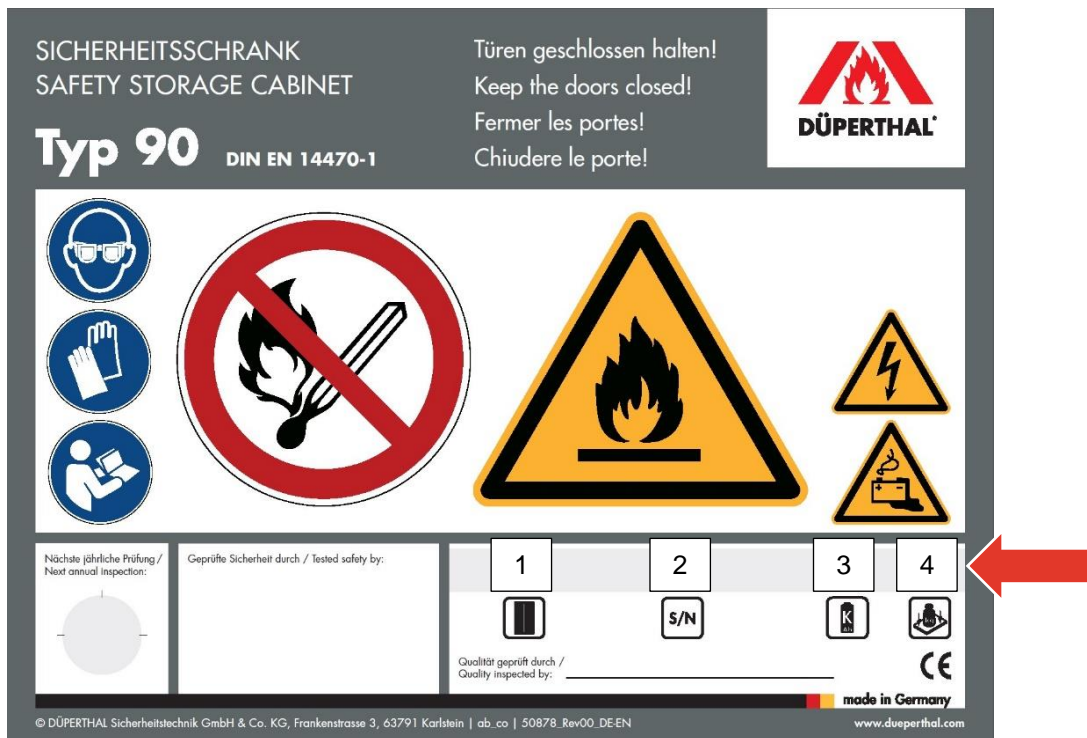 SICHERHEITSSCHRANK
SAFETY STORAGE CABINET
Typ 90 DIN EN 14470-1
Türen geschlossen halten!
Keep the doors closed!
Fermer les portes!
Chiudere le porte!
DÜPERTHAL
Nächste jährliche Prüfung /
Next annual inspection:
Geprüfte Sicherheit durch / Tested safety by:
1 2 3 4
S/N
K
Qualität geprüft durch /
Quality inspected by:
CE
made in Germany
© DÜPERTHAL Sicherheitstechnik GmbH & Co. KG, Frankenstrasse 3, 63791 Karlstein | ab_co | 50878_Rev00_DE-EN
www.dueperthal.com